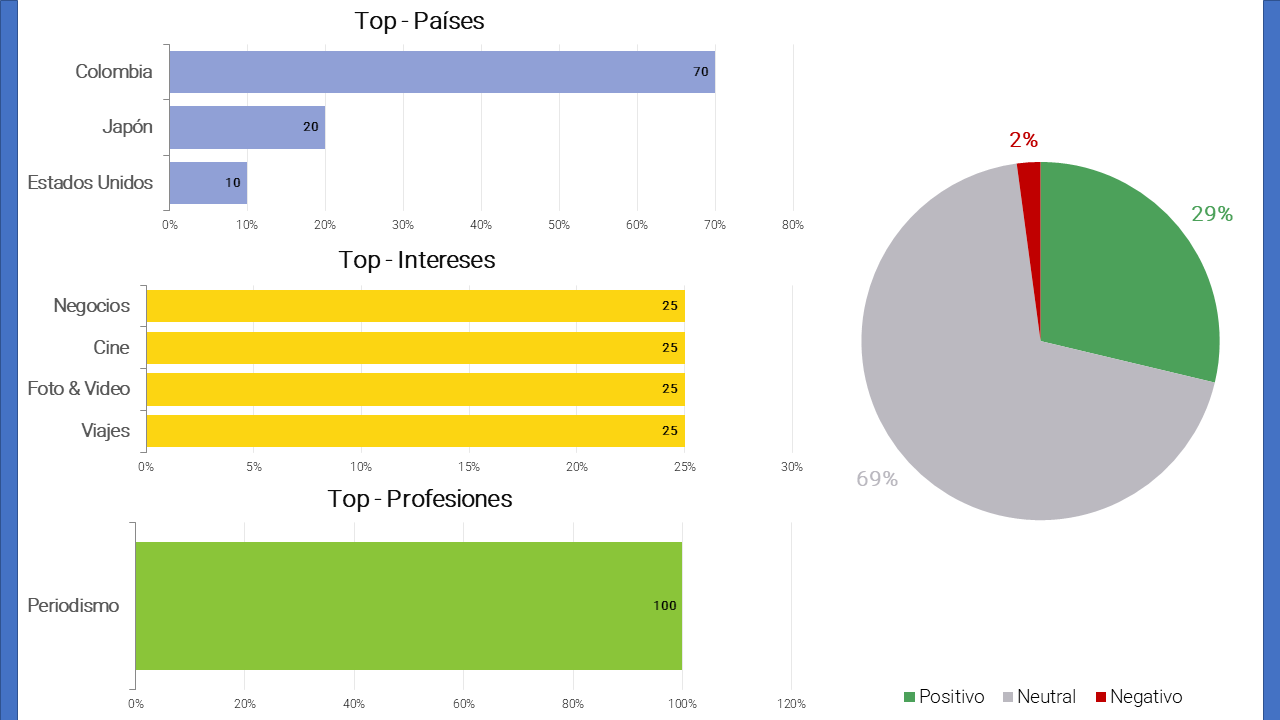 Top - Países
Colombia
70
Japón
20
Estados Unidos
10
0% 10% 20% 30% 40% 50% 60% 70% 80%
Top - Intereses
Negocios
25
Cine
25
Foto & Video
25
Viajes
25
0% 5% 10% 15% 20% 25% 30%
Top - Profesiones
Periodismo
100
0% 20% 40% 60% 80% 100% 120%
2%
29%
69%
Positivo Neutral Negativo